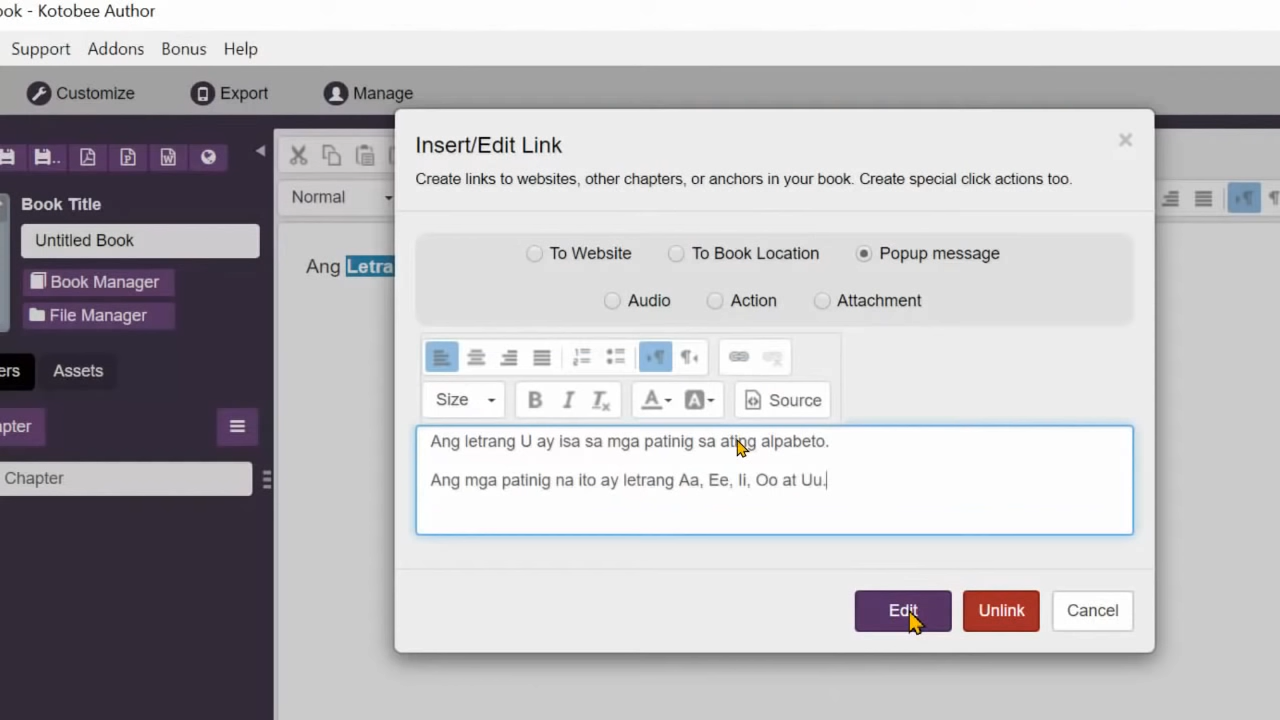 ook - Kotobee Author
Support Addons Bonus Help
Customize Export Manage
Book Title
Untitled Book
Book Manager
File Manager
ers Assets
pter
Chapter
Normal
Ang Letra
Insert/Edit Link
Create links to websites, other chapters, or anchors in your book. Create special click actions too.
To Website To Book Location Popup message
Audio Action Attachment
Size B I Tx A A Source
Ang letrang U ay isa sa mga patinig sa ating alpabeto.
Ang mga patinig na ito ay letrang Aa, Ee, Ii, Oo at Uu.
Edit Unlink Cancel